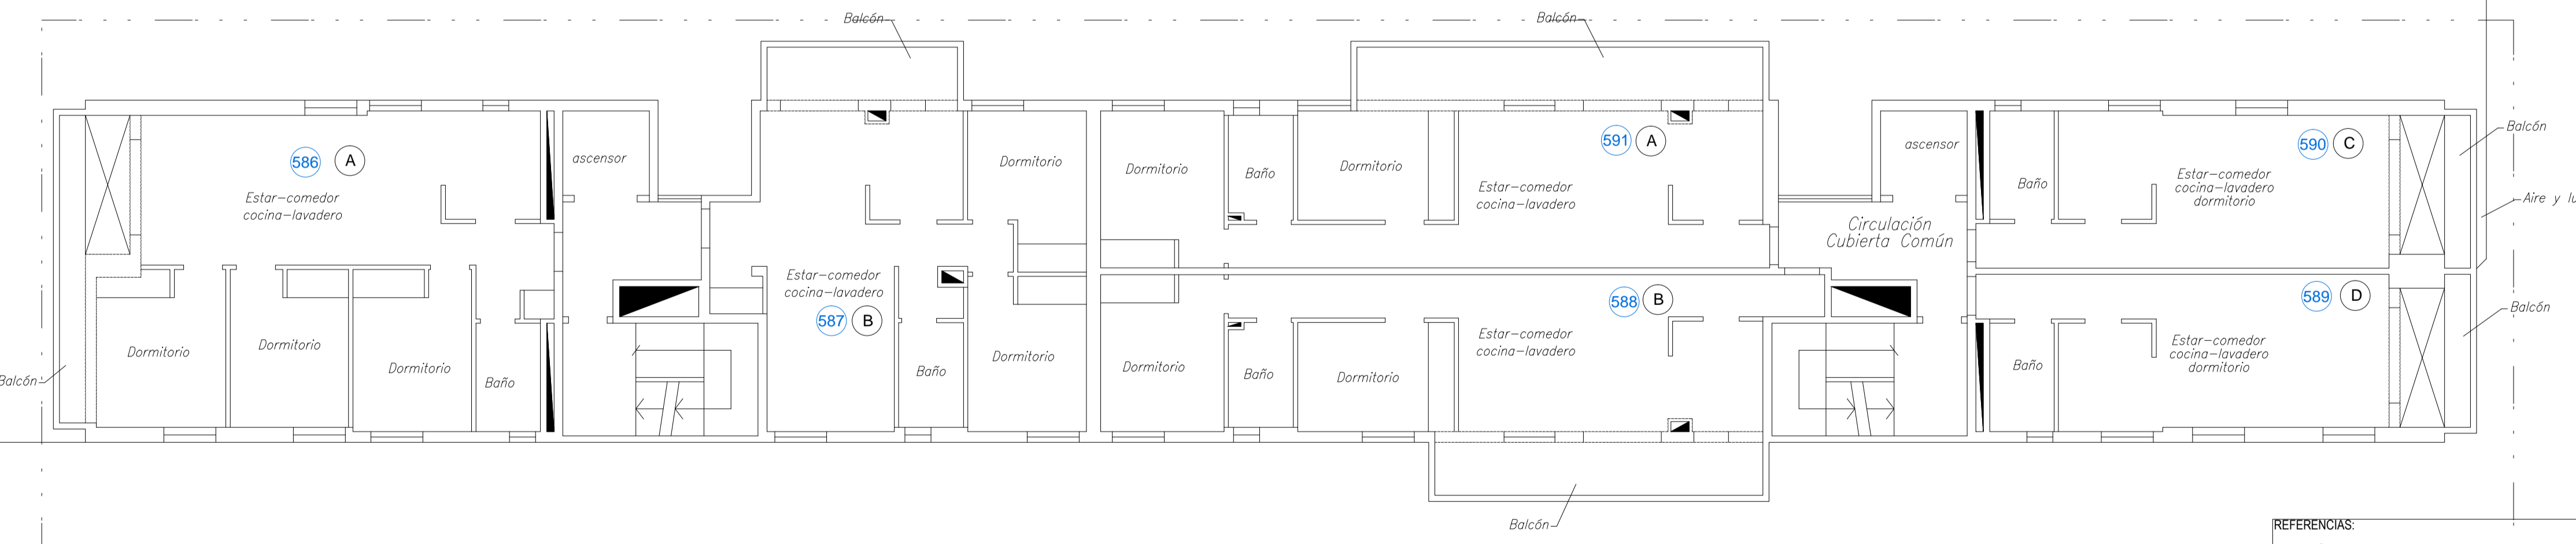 Balcón
Balcón
586 A
Estar-comedor
cocina-lavadero
ascensor
Dormitorio
Dormitorio
Baño
Dormitorio
591 A
Estar-comedor
cocina-lavadero
ascensor
Baño
590 C
Estar-comedor
cocina-lavadero
dormitorio
Balcón
Aire y lu
Circulación
Cubierta Común
Estar-comedor
cocina-lavadero
587 B
588 B
Estar-comedor
cocina-lavadero
589 D
Estar-comedor
cocina-lavadero
dormitorio
Balcón
Balcón
Dormitorio
Dormitorio
Dormitorio
Baño
Baño
Dormitorio
Dormitorio
Baño
Dormitorio
Baño
Balcón
REFERENCIAS: